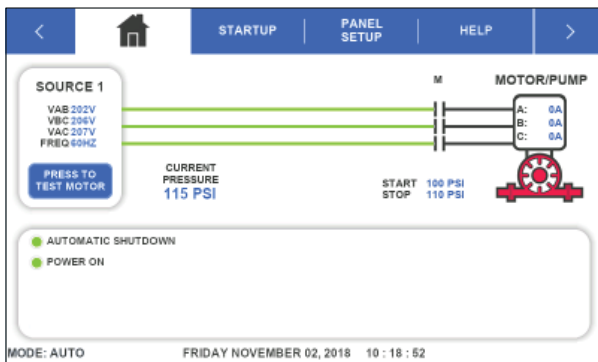 STARTUP
PANEL
SETUP
HELP
SOURCE 1
VAB 202V
VBC 206V
VAC 207V
FREQ 60HZ
PRESS TO
TEST MOTOR
CURRENT
PRESSURE
115 PSI
M
START 100 PSI
STOP 110 PSI
MOTOR/PUMP
A: 0A
B: 0A
C: 0A
AUTOMATIC SHUTDOWN
POWER ON
MODE: AUTO FRIDAY NOVEMBER 02, 2018 10 : 18 : 52